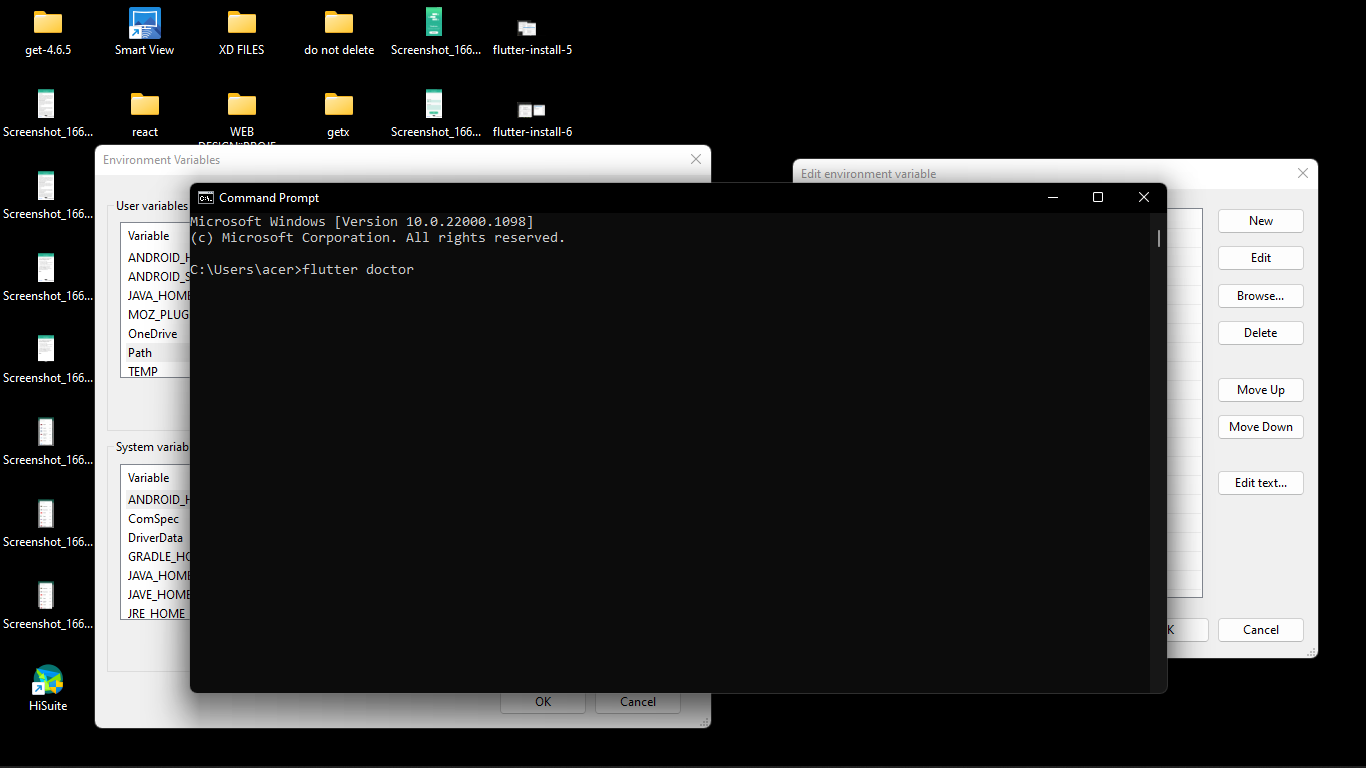 get-4.6.5
Smart View
XD FILES
do not delete
Screenshot_166...
flutter-install-5
Screenshot_166...
react
WEB
getx
Screenshot_166...
flutter-install-6
Screenshot_166...
Screenshot_166...
Screenshot_166...
Screenshot_166...
Screenshot_166...
Screenshot_166...
HiSuite
Environment Variables
User variables
Variable
ANDROID_H
ANDROID_S
JAVA_HOME
MOZ_PLUG
OneDrive
Path
TEMP
System variab
Variable
ANDROID_H
ComSpec
DriverData
GRADLE_HO
JAVA_HOME
JAVE_HOME
JRE_HOME
OK
Cancel
Command Prompt
Microsoft Windows [Version 10.0.22000.1098]
(c) Microsoft Corporation. All rights reserved.
C:\Users\acer>flutter doctor
Edit environment variable
New
Edit
Browse...
Delete
Move Up
Move Down
Edit text...
K
Cancel